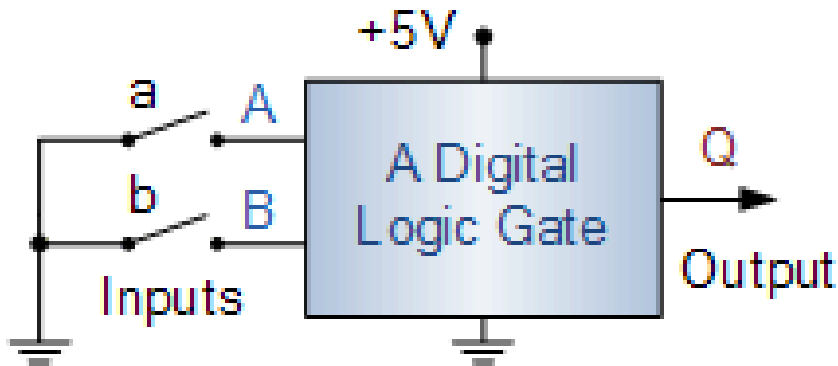 +5V
a
A
b
B
Inputs
A Digital
Logic Gate
Q
Output